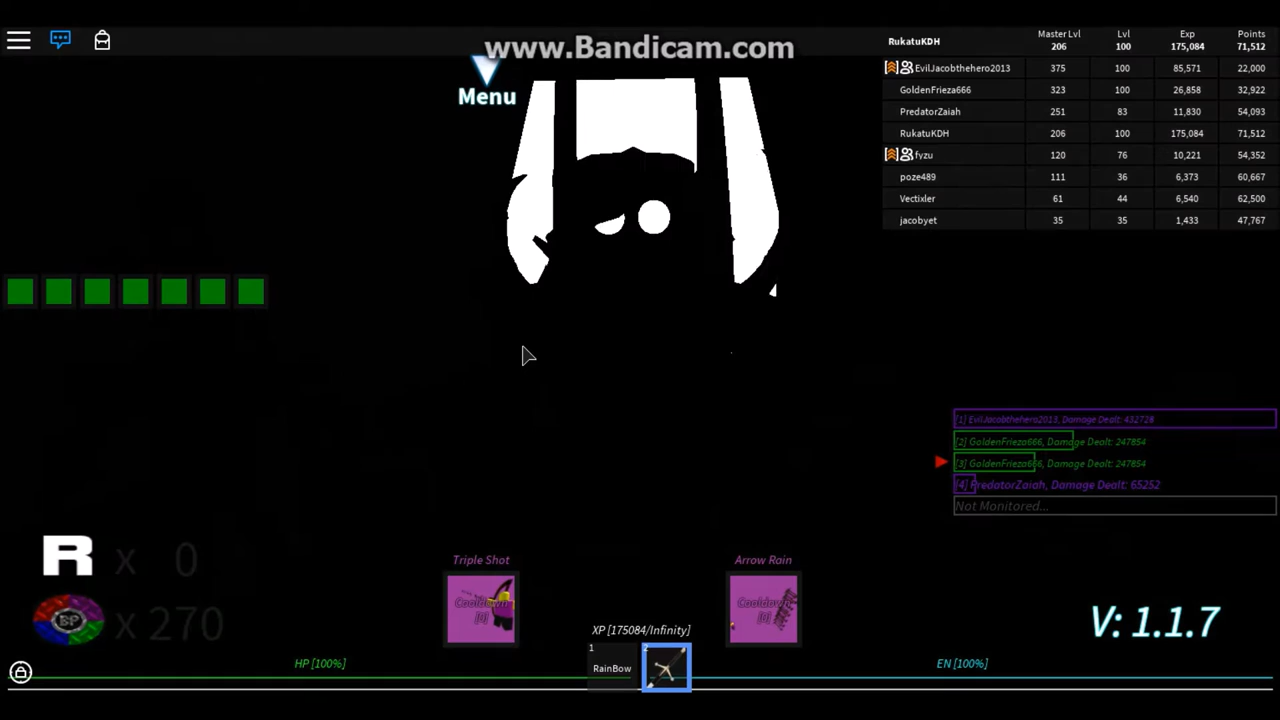 www.Bandicam.com
Menu
RukatuKDH Master Lvl 206 Lvl 100 Exp 175,084 Points 71,512
EvilJacobthehero2013 375 100 85,571 22,000
GoldenFrieza666 323 100 26,858 32,922
PredatorZaiah 251 83 11,830 54,093
RukatuKDH 206 100 175,084 71,512
fyzu 120 76 10,221 54,352
poze489 111 36 6,373 60,667
Vectixler 61 44 6,540 62,500
jacobyet 35 35 1,433 47,767
[1] EvilJacobthehero2013, Damage Dealt: 432728
[2] GoldenFrieza666, Damage Dealt: 247854
[3] GoldenFrieza666, Damage Dealt: 247854
[4] PredatorZaiah, Damage Dealt: 65252
Not Monitored...
R x 0
BP x 270
Triple Shot
Cooldown
[0]
Arrow Rain
Cooldown
[0]
V: 1.1.7
XP [175084/Infinity]
1
RainBow
2
HP [100%]
EN [100%]